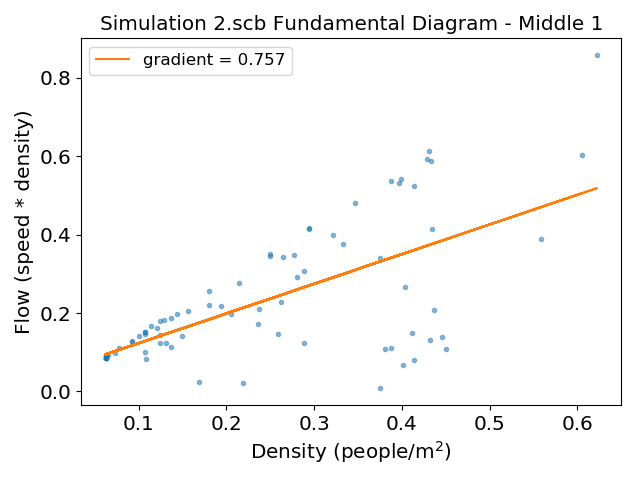 Simulation 2.scb Fundamental Diagram - Middle 1
gradient = 0.757
Flow (speed * density)
0.8
0.6
0.4
0.2
0.0
0.1 0.2 0.3 0.4 0.5 0.6
Density (people/m²)